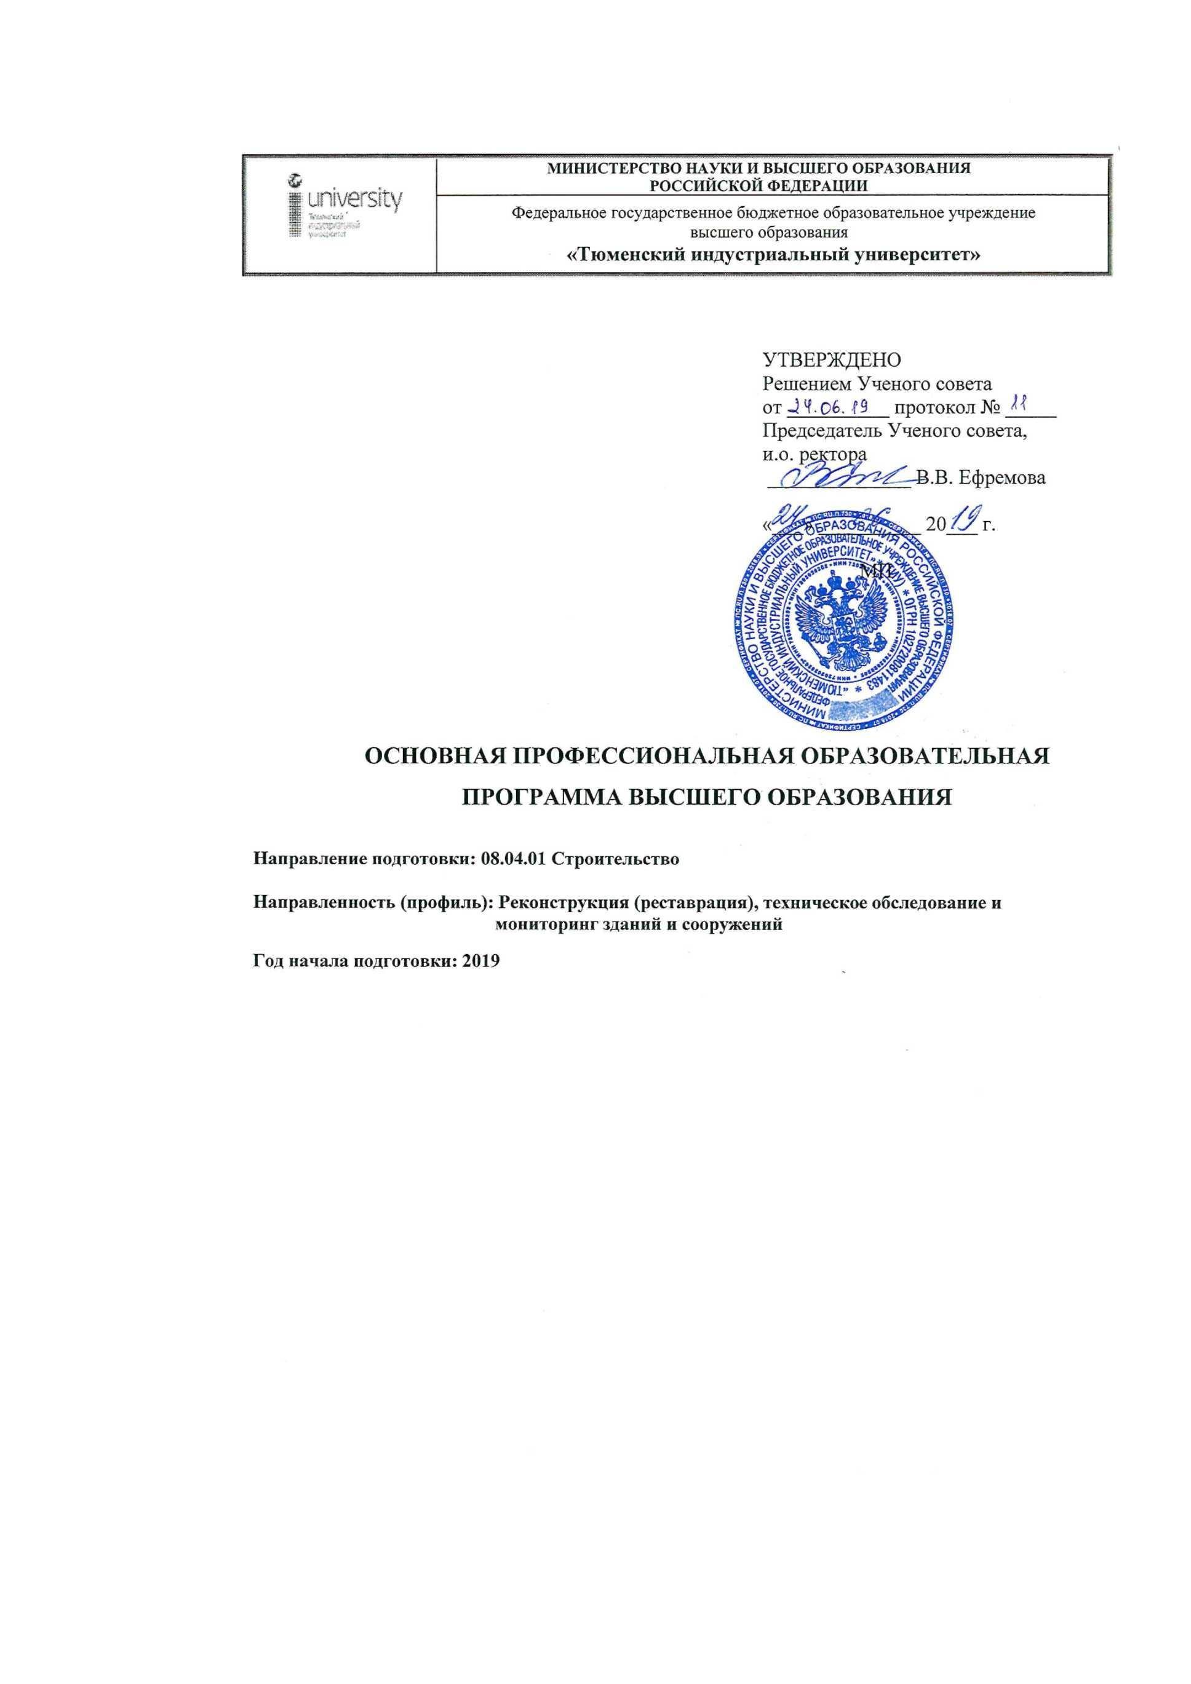 university
Тюменский
индустриальный
университет
МИНИСТЕРСТВО НАУКИ И ВЫСШЕГО ОБРАЗОВАНИЯ
РОССИЙСКОЙ ФЕДЕРАЦИИ
Федеральное государственное бюджетное образовательное учреждение
высшего образования
«Тюменский индустриальный университет»
УТВЕРЖДЕНО
Решением Ученого совета
от 24.06.19 протокол № 11
Председатель Ученого совета,
и.о. ректора
В.В. Ефремова
«24» 06 2019 г.
МП
МИНИСТЕРСТВО НАУКИ И ВЫСШЕГО ОБРАЗОВАНИЯ РОССИЙСКОЙ ФЕДЕРАЦИИ
ФЕДЕРАЛЬНОЕ ГОСУДАРСТВЕННОЕ БЮДЖЕТНОЕ ОБРАЗОВАТЕЛЬНОЕ УЧРЕЖДЕНИЕ ВЫСШЕГО ОБРАЗОВАНИЯ
«ТЮМЕНСКИЙ ИНДУСТРИАЛЬНЫЙ УНИВЕРСИТЕТ» * (ТИУ) * ОГРН 1027200811483 *
ОСНОВНАЯ ПРОФЕССИОНАЛЬНАЯ ОБРАЗОВАТЕЛЬНАЯ
ПРОГРАММА ВЫСШЕГО ОБРАЗОВАНИЯ
Направление подготовки: 08.04.01 Строительство
Направленность (профиль): Реконструкция (реставрация), техническое обследование и
мониторинг зданий и сооружений
Год начала подготовки: 2019